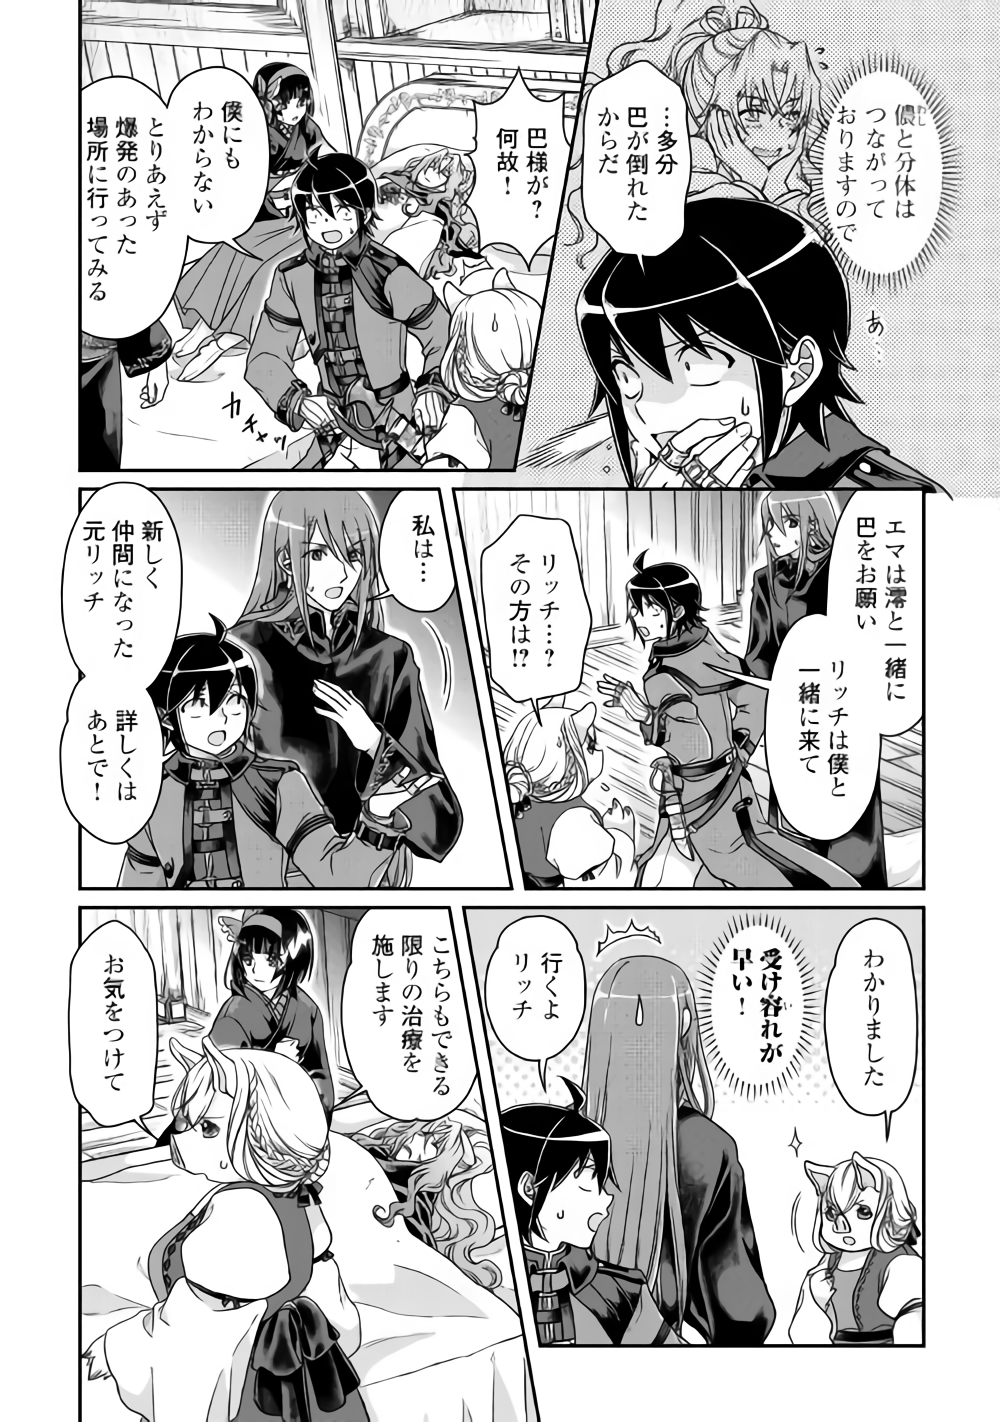 儂と分体は
つながって
おりますので
わし
あ…
…多分
巴が倒れた
からだ
巴様が？
何故！
僕にも
わからない
とりあえず
爆発のあった
場所に行ってみる
カチャッ
エマは澪と一緒に
巴をお願い
リッチは僕と
一緒に来て
リッチ…？
その方は!?
私は…
新しく
仲間になった
元リッチ
詳しくは
あとで！
わかりました
受け容れが
早い！
い
行くよ
リッチ
こちらもできる
限りの治療を
施します
お気をつけて